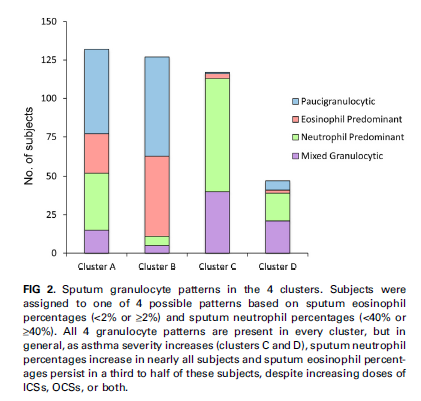 150
125
100
75
50
25
0
No. of subjects
Paucigranulocytic
Eosinophil Predominant
Neutrophil Predominant
Mixed Granulocytic
Cluster A Cluster B Cluster C Cluster D
FIG 2. Sputum granulocyte patterns in the 4 clusters. Subjects were
assigned to one of 4 possible patterns based on sputum eosinophil
percentages (<2% or ≥2%) and sputum neutrophil percentages (<40% or
≥40%). All 4 granulocyte patterns are present in every cluster, but in
general, as asthma severity increases (clusters C and D), sputum neutrophil
percentages increase in nearly all subjects and sputum eosinophil percent-
ages persist in a third to half of these subjects, despite increasing doses of
ICSs, OCSs, or both.